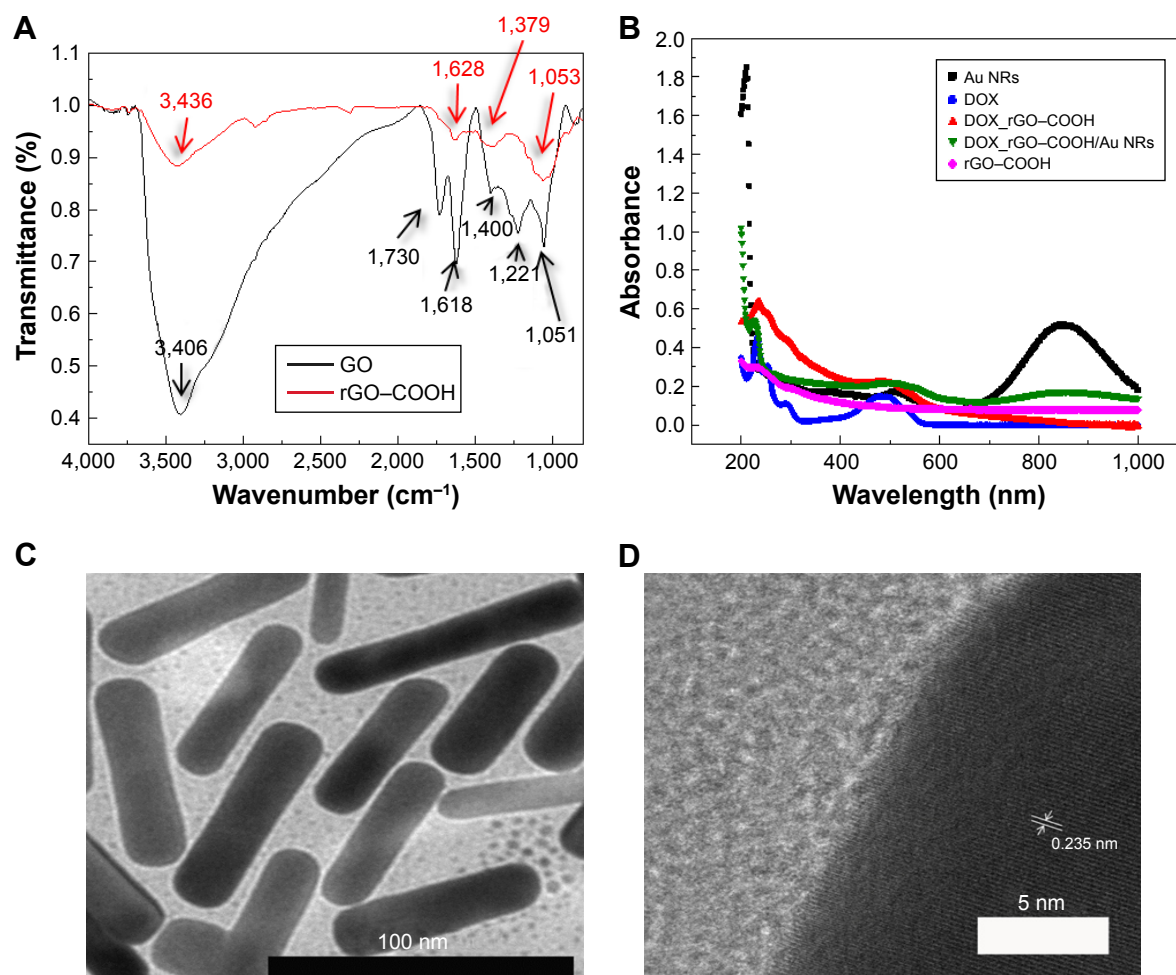 A
1.1
1.0
0.9
0.8
0.7
0.6
0.5
0.4
Transmittance (%)
3,436
1,628
1,379
1,053
3,406
1,730
1,618
1,400
1,221
1,051
GO
rGO–COOH
4,000
3,500
3,000
2,500
2,000
1,500
1,000
Wavenumber (cm⁻¹)
B
2.0
1.8
1.6
1.4
1.2
1.0
0.8
0.6
0.4
0.2
0.0
Absorbance
Au NRs
DOX
DOX_rGO–COOH
DOX_rGO–COOH/Au NRs
rGO–COOH
200
400
600
800
1,000
Wavelength (nm)
C
100 nm
D
0.235 nm
5 nm